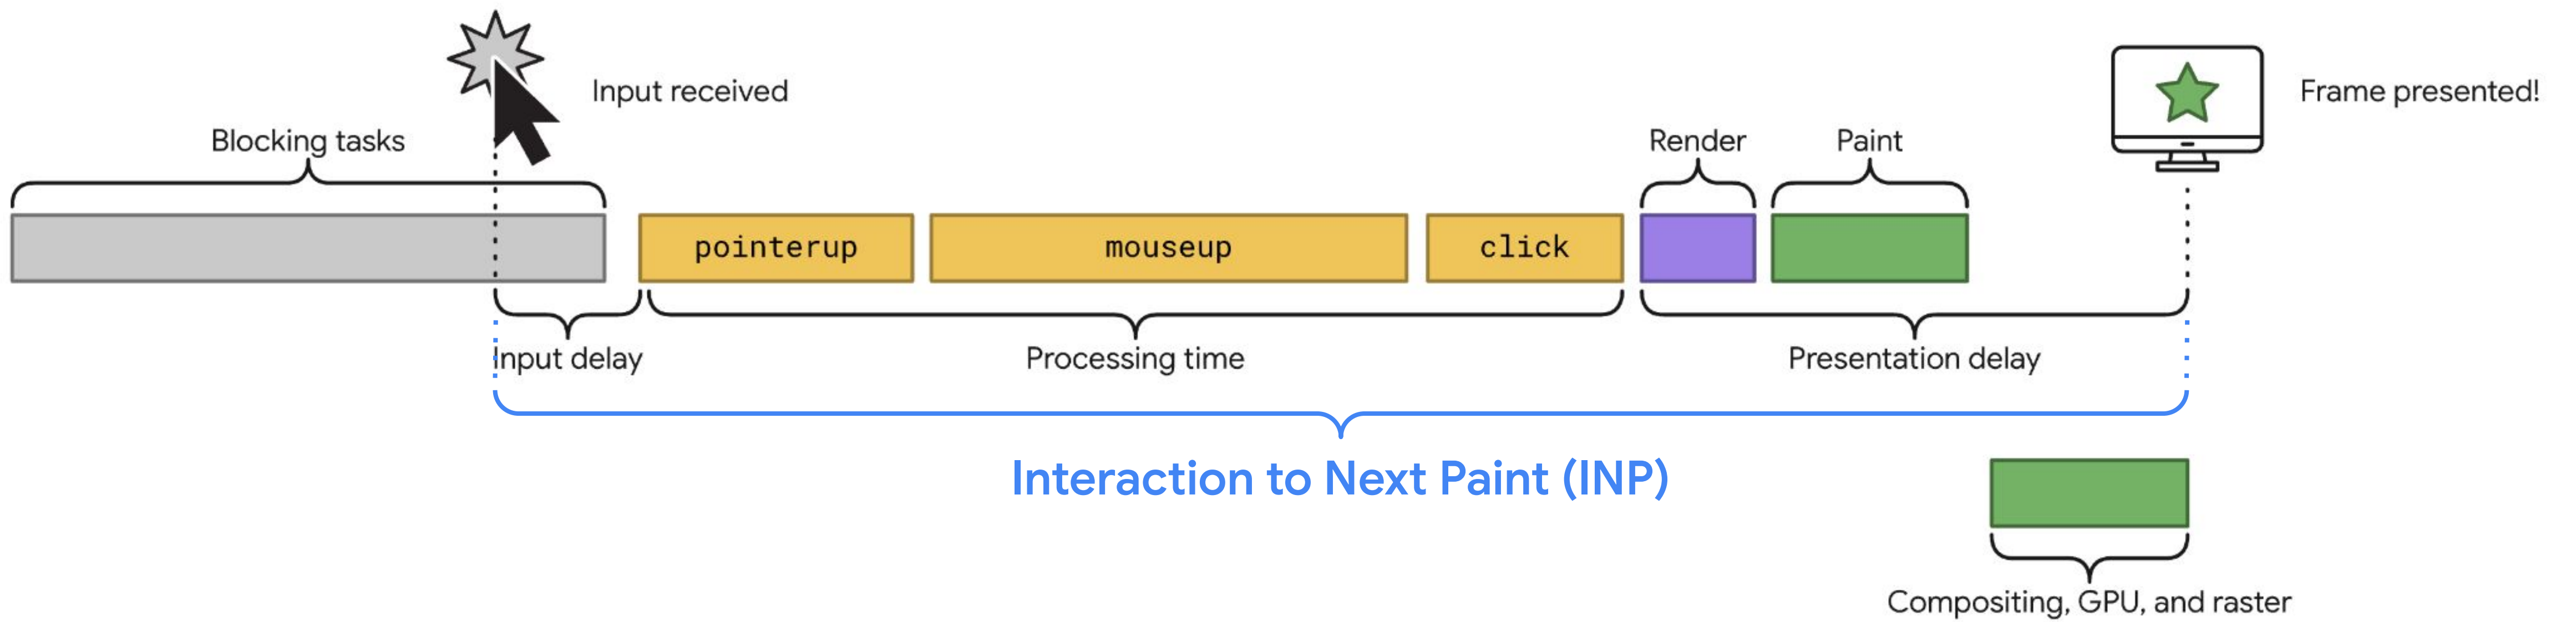 Input received
Frame presented!
Blocking tasks
Render
Paint
pointerup
mouseup
click
Input delay
Processing time
Presentation delay
Interaction to Next Paint (INP)
Compositing, GPU, and raster